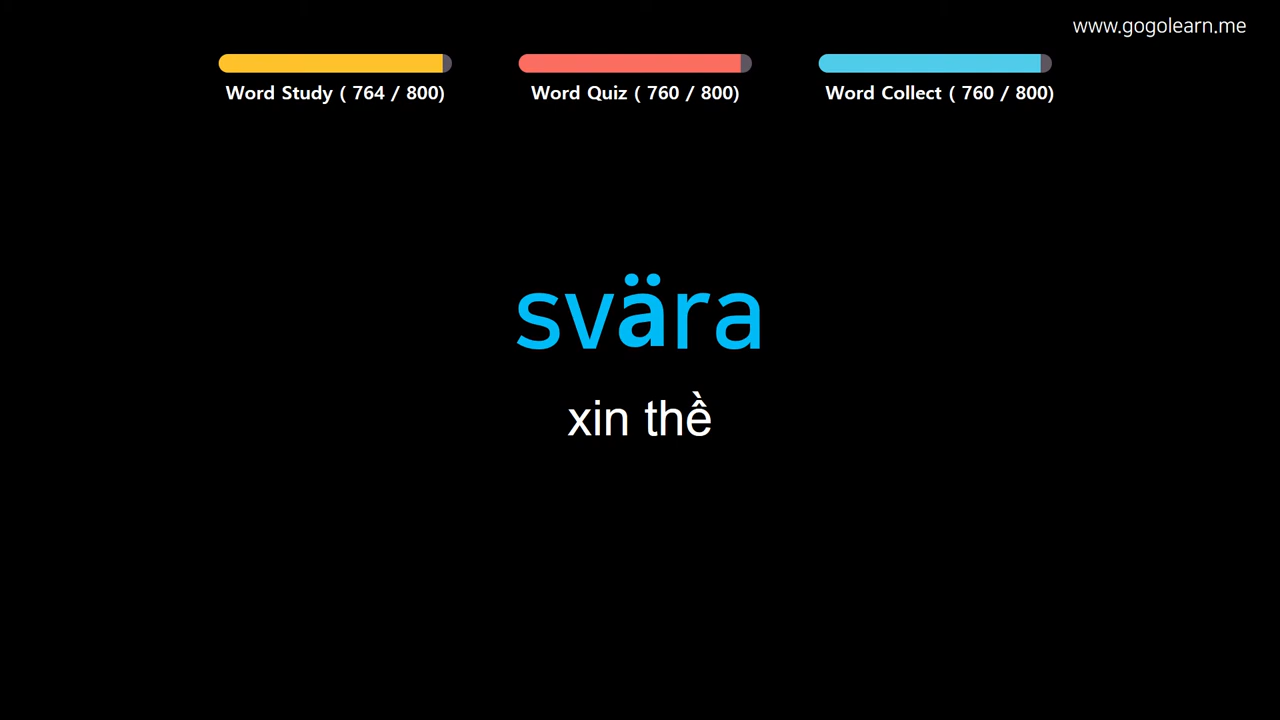 www.gogolearn.me
Word Study ( 764 / 800)
Word Quiz ( 760 / 800)
Word Collect ( 760 / 800)
svära
xin thề